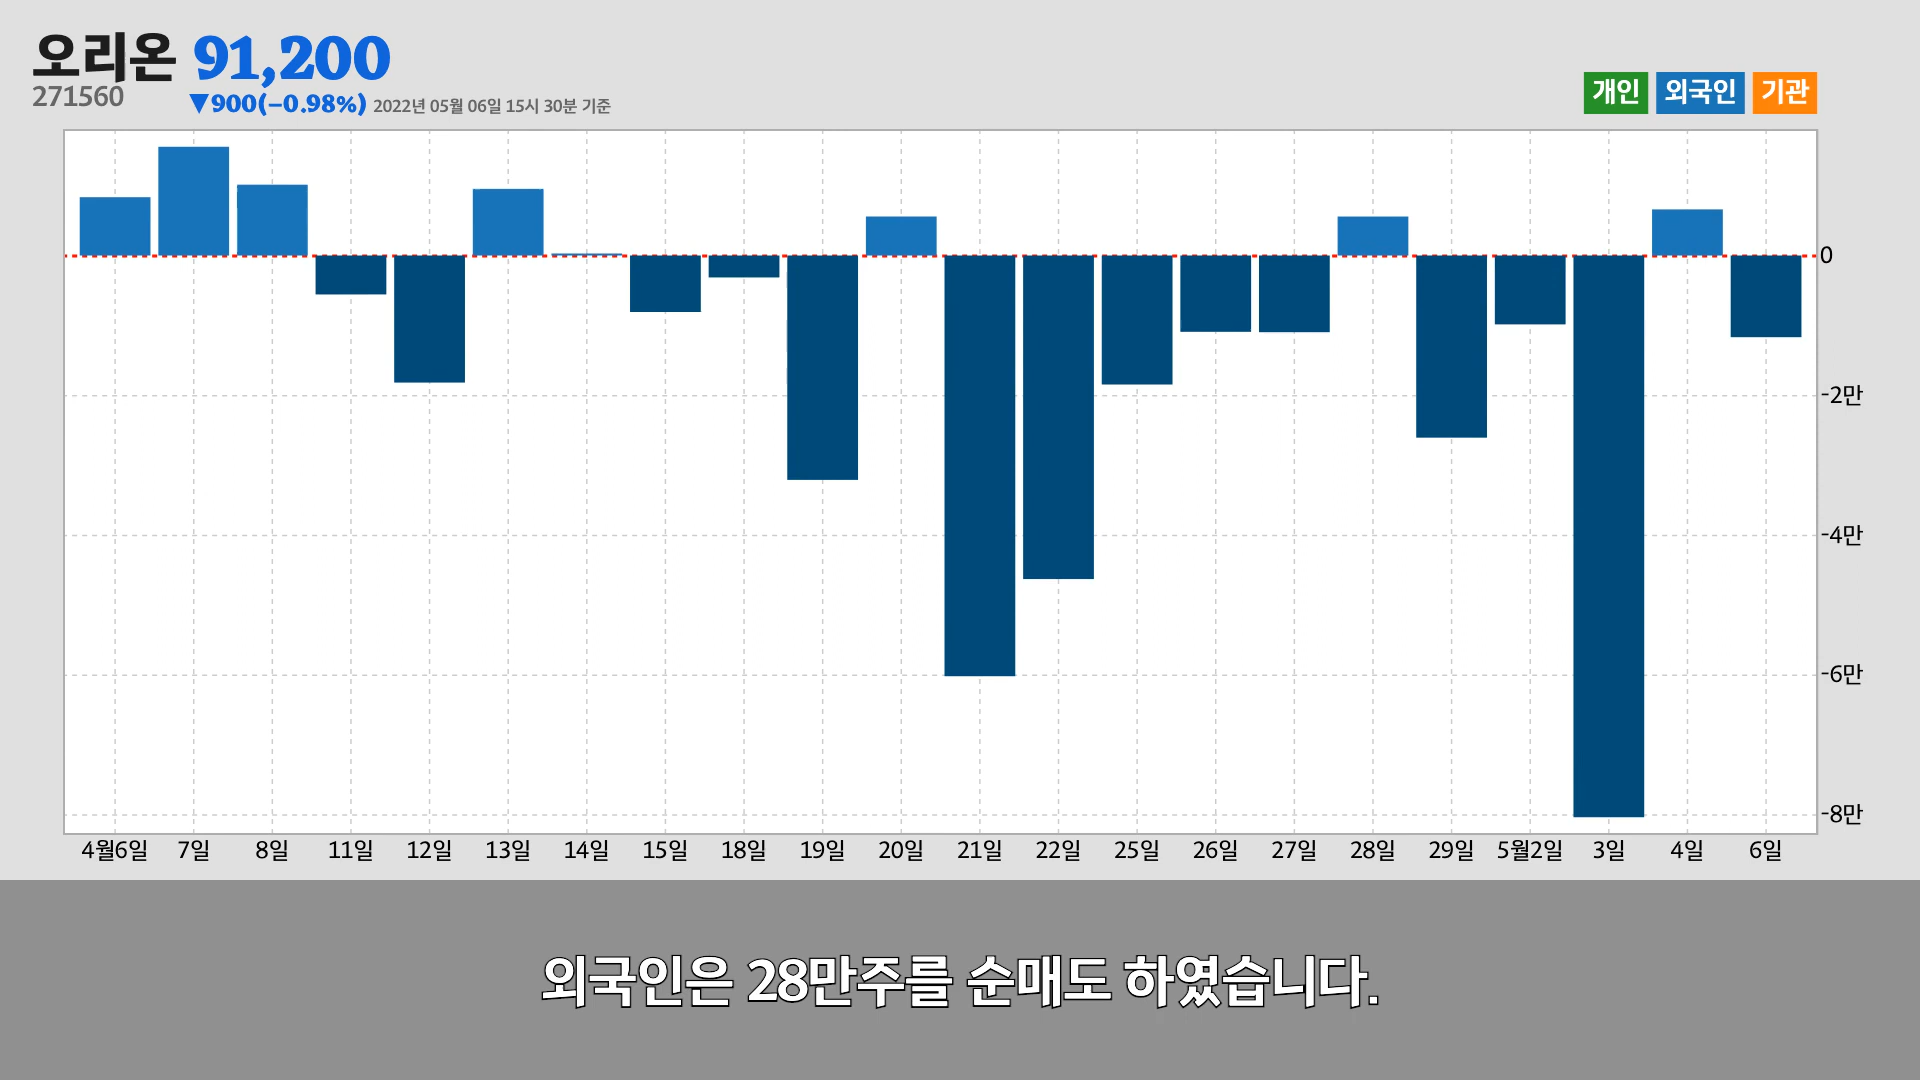 오리온 91,200
271560
▼900(−0.98%) 2022년 05월 06일 15시 30분 기준
개인 외국인 기관
0
-2만
-4만
-6만
-8만
4월6일 7일 8일 11일 12일 13일 14일 15일 18일 19일 20일 21일 22일 25일 26일 27일 28일 29일 5월2일 3일 4일 6일
외국인은 28만주를 순매도 하였습니다.